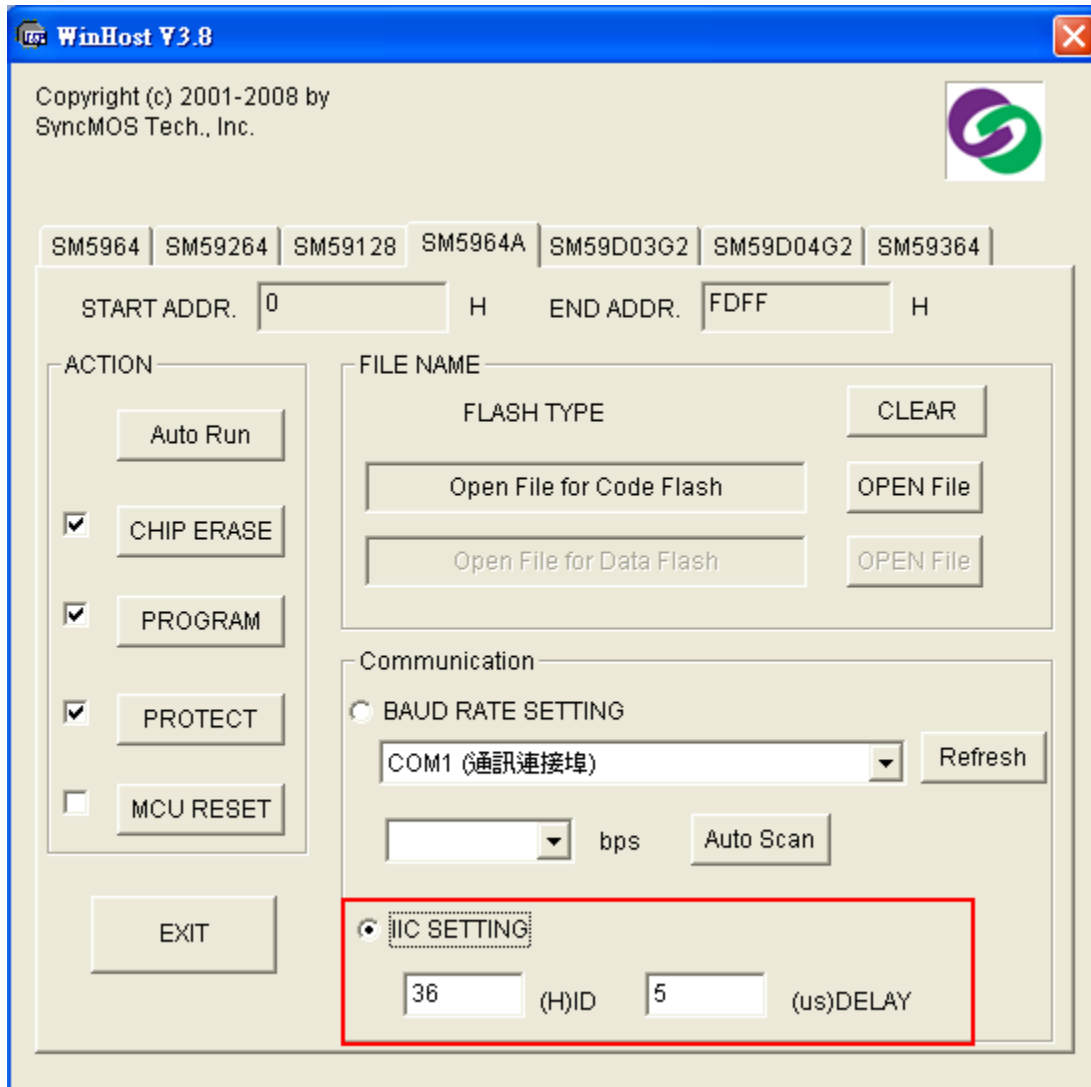 WinHost V3.8
Copyright (c) 2001-2008 by
SyncMOS Tech., Inc.
SM5964 SM59264 SM59128 SM5964A SM59D03G2 SM59D04G2 SM59364
START ADDR. 0 H END ADDR. FDFF H
ACTION
Auto Run
CHIP ERASE
PROGRAM
PROTECT
MCU RESET
EXIT
FILE NAME
FLASH TYPE CLEAR
Open File for Code Flash OPEN File
Open File for Data Flash OPEN File
Communication
BAUD RATE SETTING
COM1 (通訊連接埠) Refresh
bps Auto Scan
IIC SETTING
36 (H)ID 5 (us)DELAY